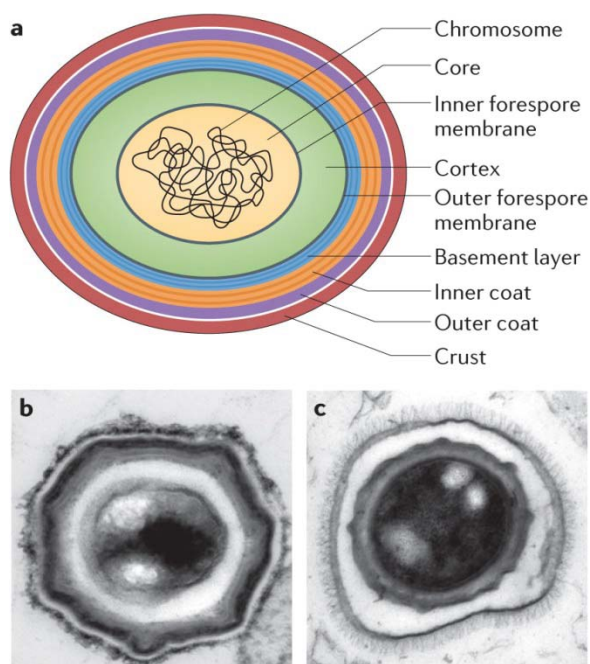 a
Chromosome
Core
Inner forespore
membrane
Cortex
Outer forespore
membrane
Basement layer
Inner coat
Outer coat
Crust
b
c